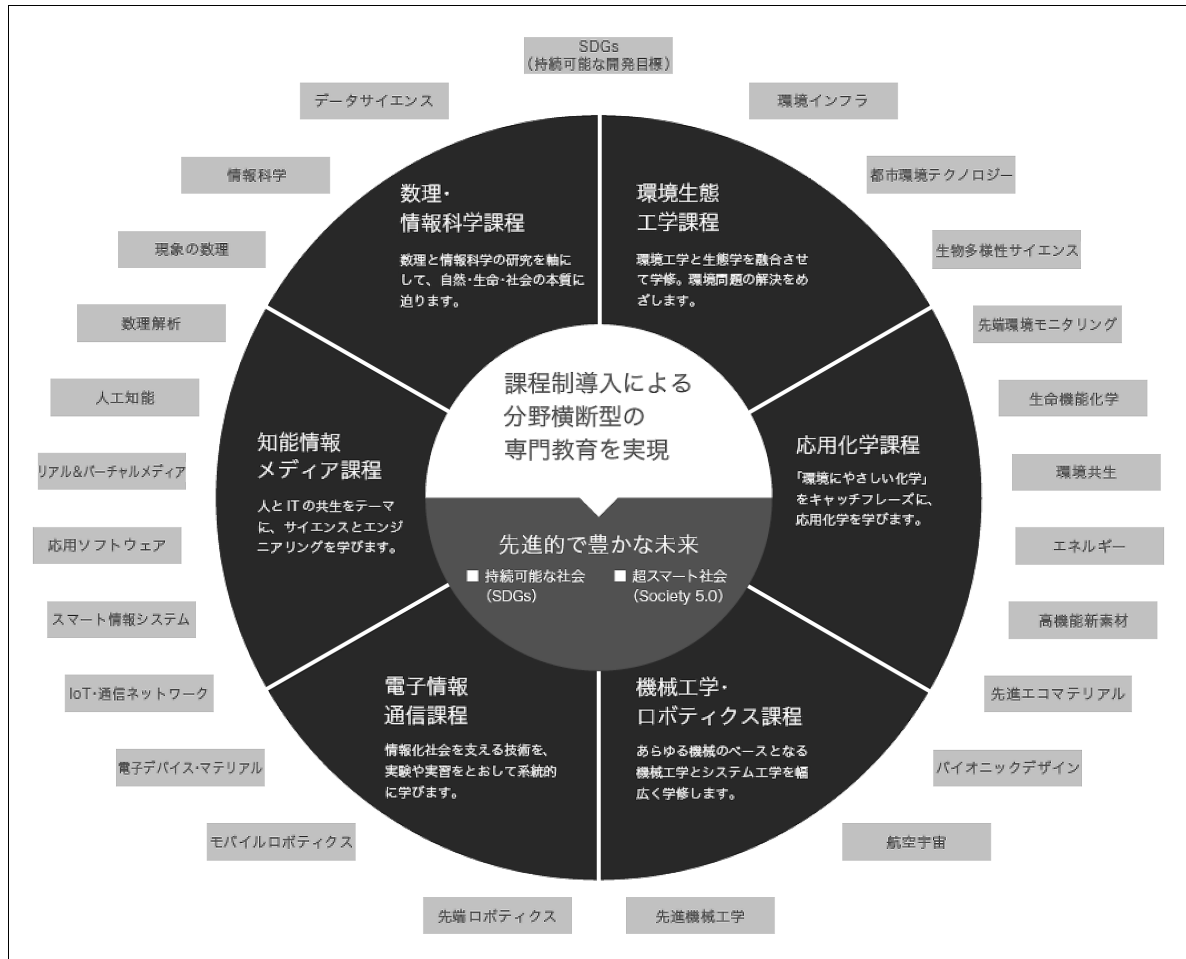 SDGs
（持続可能な開発目標）
データサイエンス
環境インフラ
情報科学
都市環境テクノロジー
現象の数理
生物多様性サイエンス
数理解析
先端環境モニタリング
人工知能
生命機能化学
リアル&バーチャルメディア
環境共生
応用ソフトウェア
エネルギー
スマート情報システム
高機能新素材
IoT・通信ネットワーク
先進エコマテリアル
電子デバイス・マテリアル
バイオニックデザイン
モバイルロボティクス
航空宇宙
先端ロボティクス
先進機械工学
数理・
情報科学課程
数理と情報科学の研究を軸に
して、自然・生命・社会の本質に
迫ります。
環境生態
工学課程
環境工学と生態学を融合させ
て学修。環境問題の解決をめ
ざします。
知能情報
メディア課程
人とITの共生をテーマ
に、サイエンスとエンジ
ニアリングを学びます。
応用化学課程
「環境にやさしい化学」
をキャッチフレーズに、
応用化学を学びます。
電子情報
通信課程
情報化社会を支える技術を、
実験や実習をとおして系統的
に学びます。
機械工学・
ロボティクス課程
あらゆる機械のベースとなる
機械工学とシステム工学を幅
広く学修します。
課程制導入による
分野横断型の
専門教育を実現
先進的で豊かな未来
■ 持続可能な社会
（SDGs）
■ 超スマート社会
（Society 5.0）